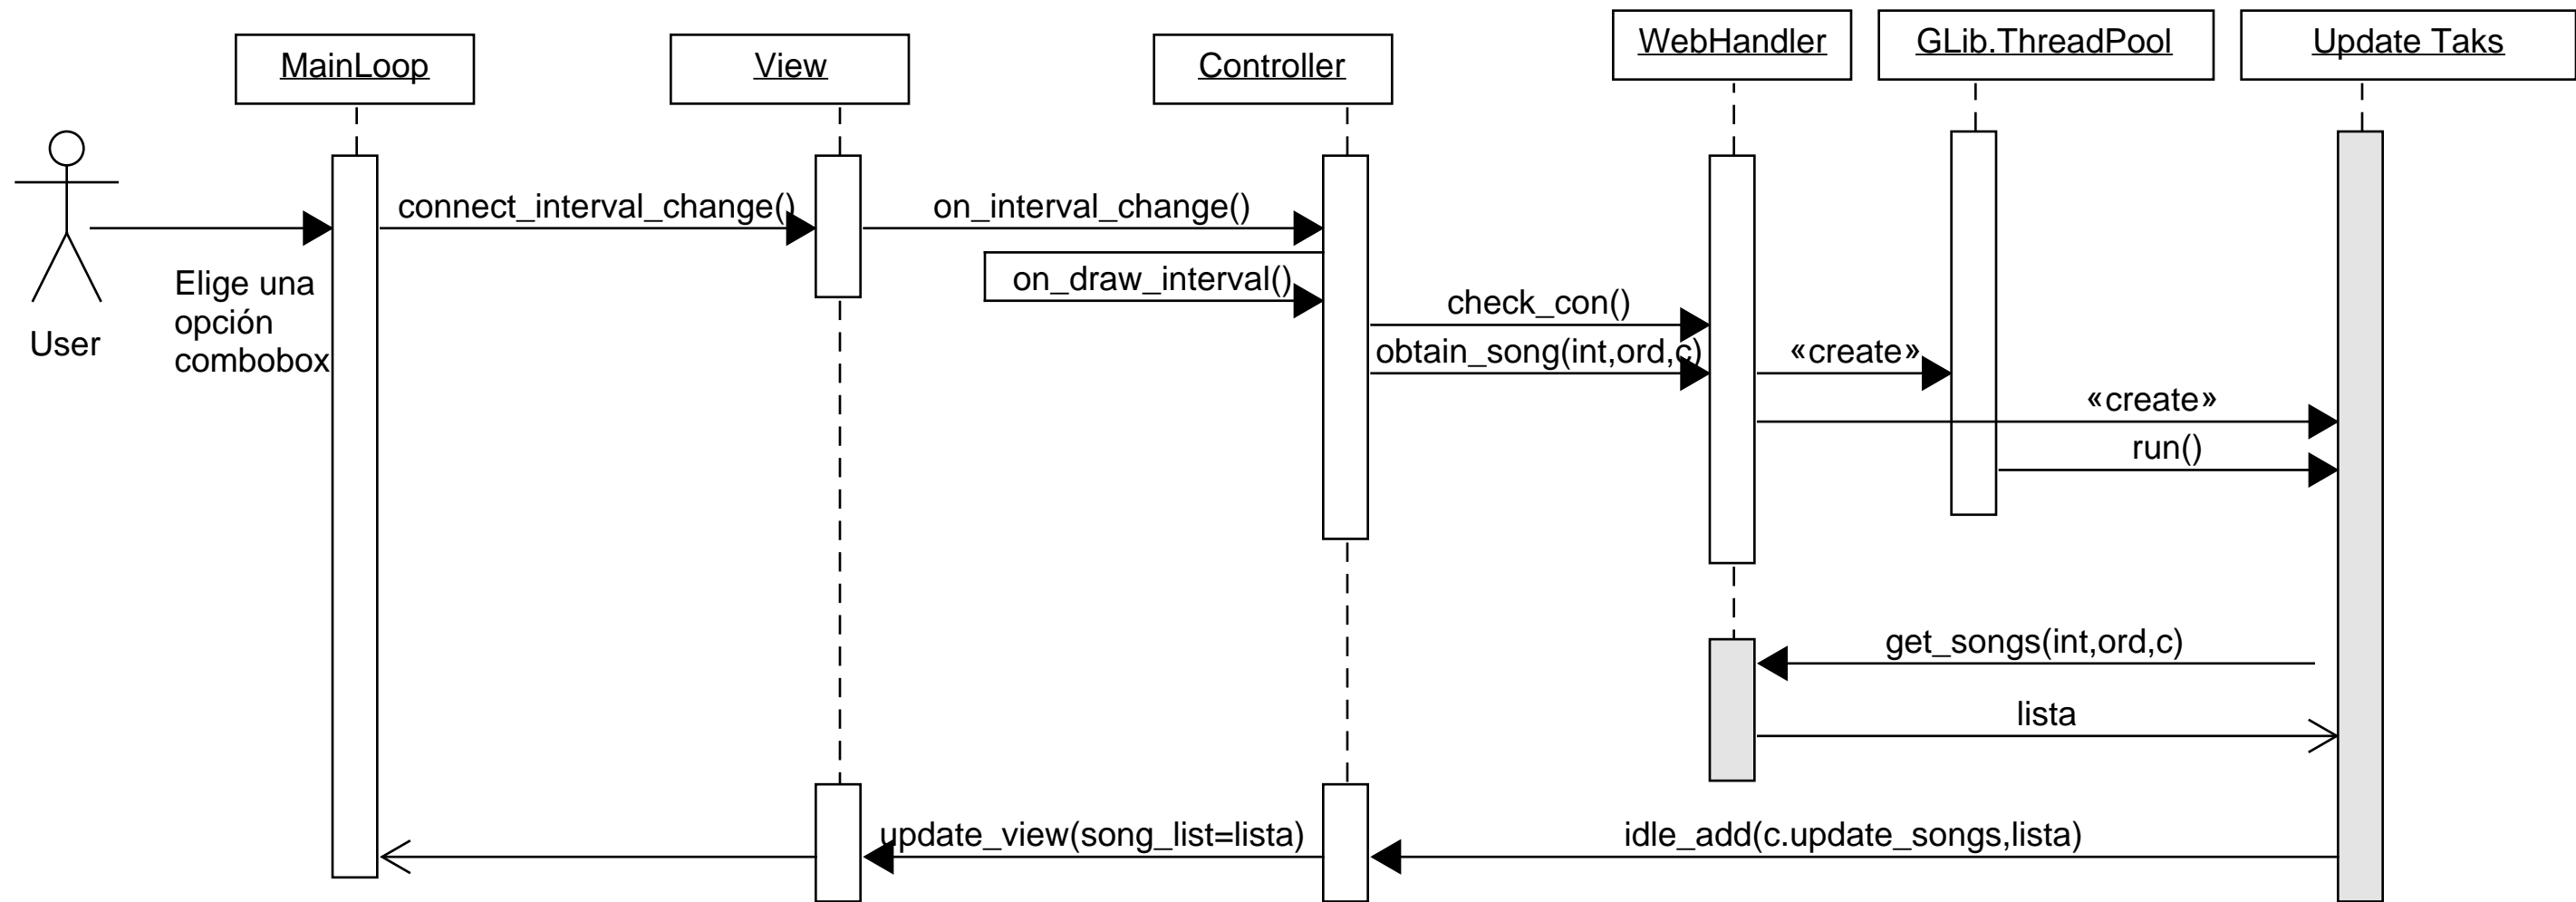 WebHandler
GLib.ThreadPool
Update Taks
MainLoop
View
Controller
connect_interval_change()
on_interval_change()
Elige una
opción
combobox
User
on_draw_interval()
check_con()
obtain_song(int,ord,c)
«create»
«create»
run()
get_songs(int,ord,c)
lista
update_view(song_list=lista)
idle_add(c.update_songs,lista)